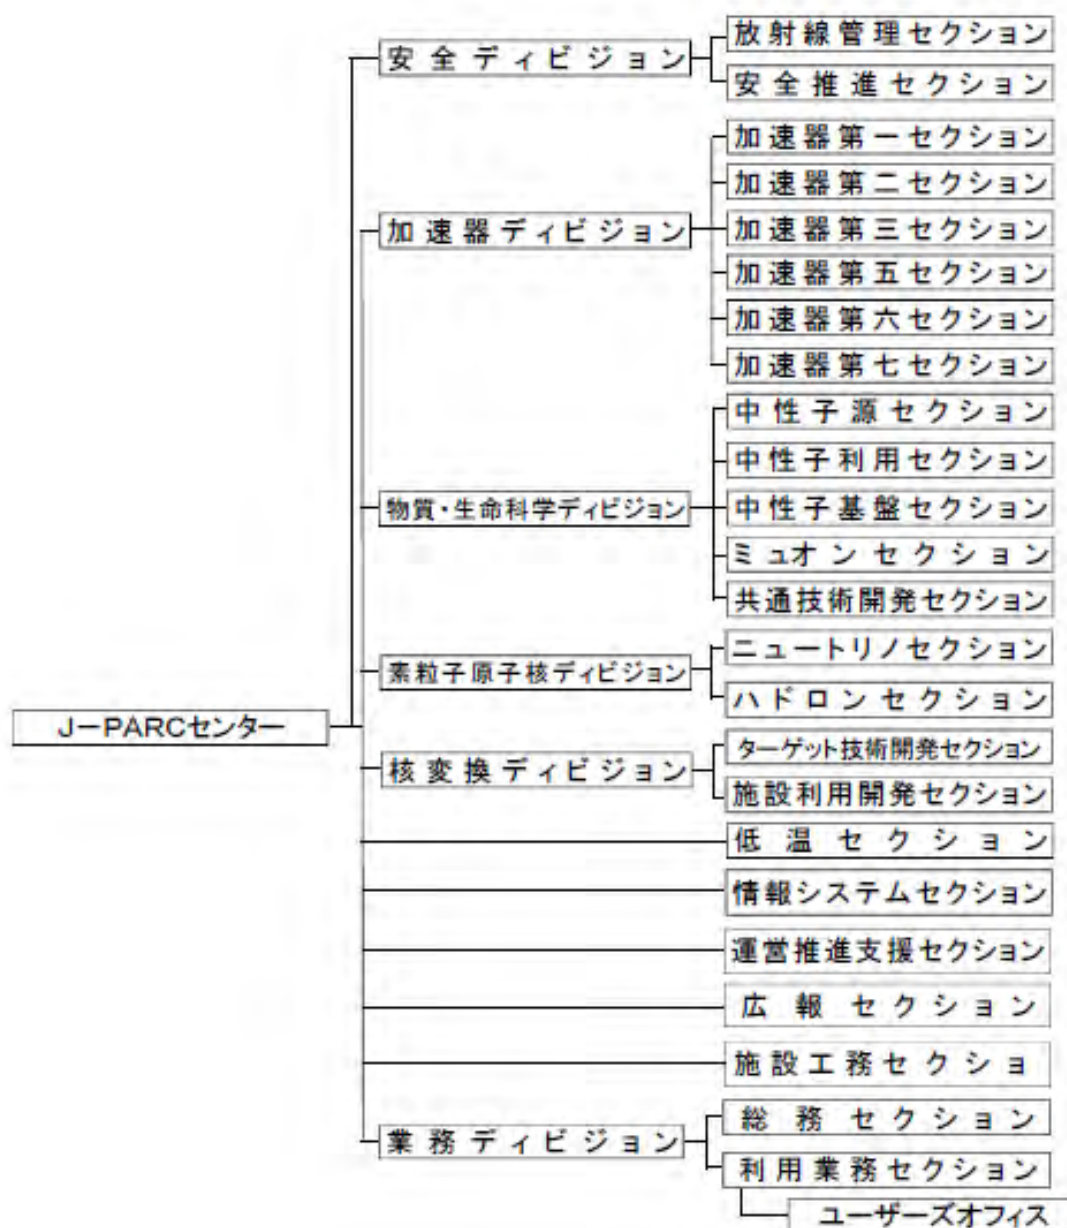 J－PARCセンター
安全ディビジョン
放射線管理セクション
安全推進セクション
加速器ディビジョン
加速器第一セクション
加速器第二セクション
加速器第三セクション
加速器第五セクション
加速器第六セクション
加速器第七セクション
物質・生命科学ディビジョン
中性子源セクション
中性子利用セクション
中性子基盤セクション
ミュオンセクション
共通技術開発セクション
素粒子原子核ディビジョン
ニュートリノセクション
ハドロンセクション
核変換ディビジョン
ターゲット技術開発セクション
施設利用開発セクション
低温セクション
情報システムセクション
運営推進支援セクション
広報セクション
施設工務セクショ
業務ディビジョン
総務セクション
利用業務セクション
ユーザーズオフィス